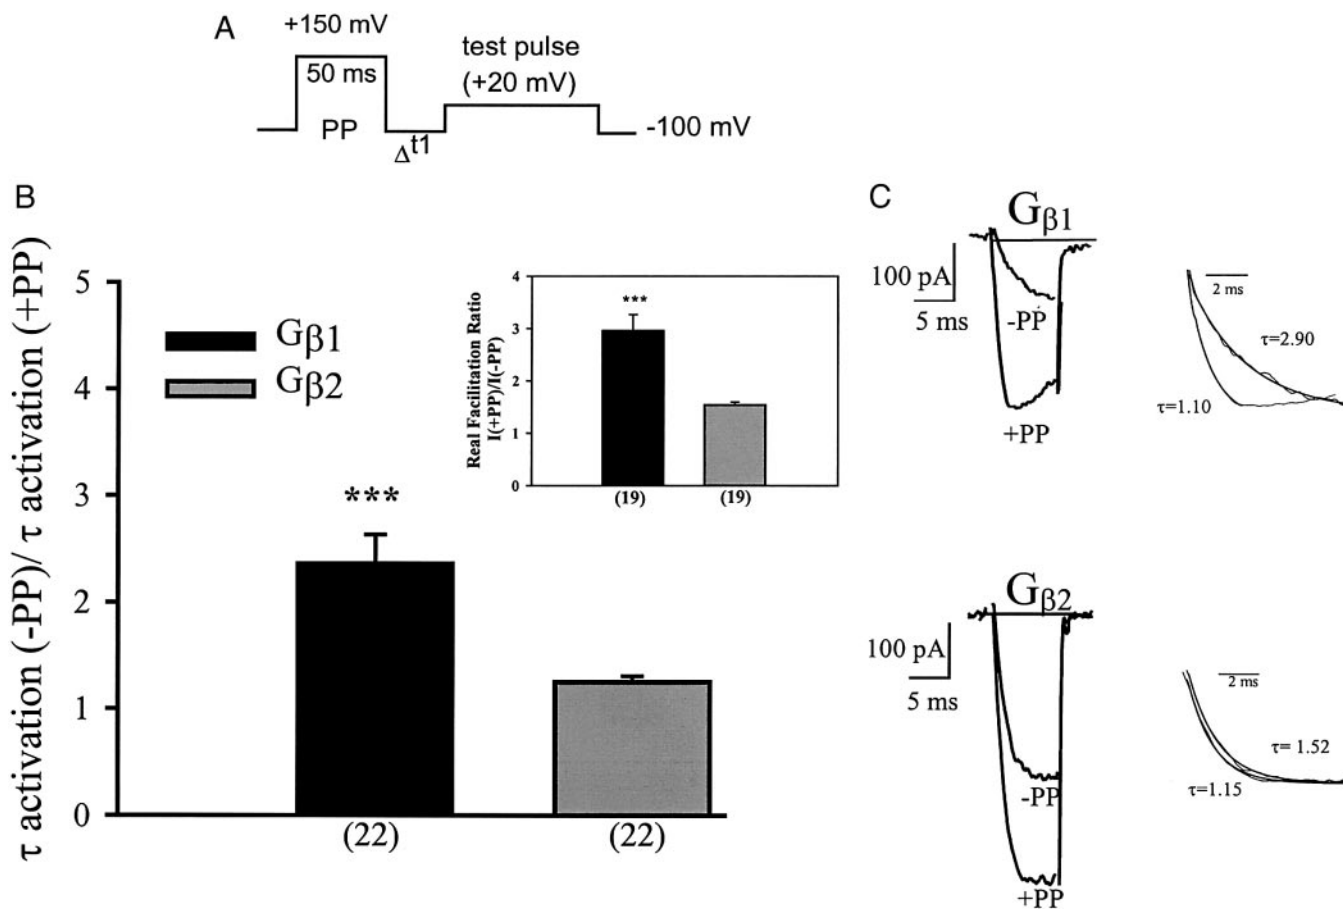 A
+150 mV
50 ms
PP
Δt1
test pulse
(+20 mV)
-100 mV
B
τ activation (-PP)/ τ activation (+PP)
5
4
3
2
1
0
Gβ1
Gβ2
***
(22)
(22)
Real Facilitation Ratio
I(+PP)/I(-PP)
4
3
2
1
0
***
(19)
(19)
C
Gβ1
100 pA
5 ms
-PP
+PP
2 ms
τ=2.90
τ=1.10
Gβ2
100 pA
5 ms
-PP
+PP
2 ms
τ= 1.52
τ=1.15